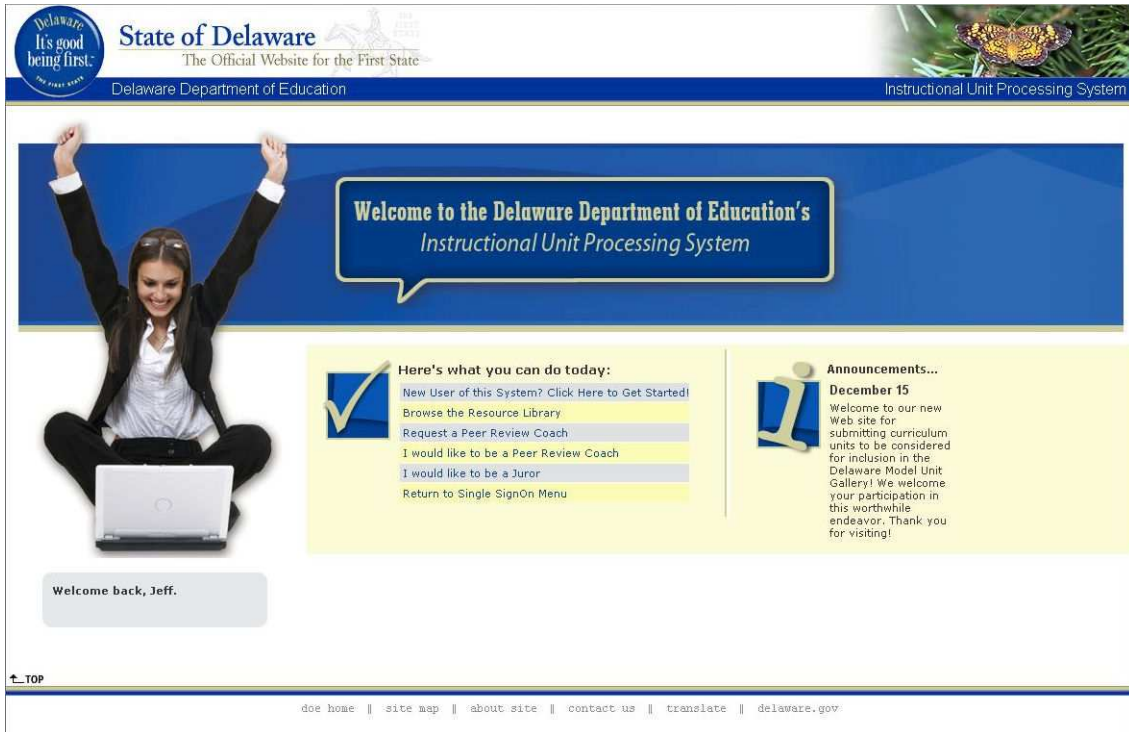 Delaware
It's good
being first.
THE FIRST STATE
State of Delaware
The Official Website for the First State
Delaware Department of Education
Instructional Unit Processing System
Welcome to the Delaware Department of Education's
Instructional Unit Processing System
Here's what you can do today:
New User of this System? Click Here to Get Started!
Browse the Resource Library
Request a Peer Review Coach
I would like to be a Peer Review Coach
I would like to be a Juror
Return to Single SignOn Menu
Announcements...
December 15
Welcome to our new
Web site for
submitting curriculum
units to be considered
for inclusion in the
Delaware Model Unit
Gallery! We welcome
your participation in
this worthwhile
endeavor. Thank you
for visiting!
Welcome back, Jeff.
TOP
doe home || site map || about site || contact us || translate || delaware.gov